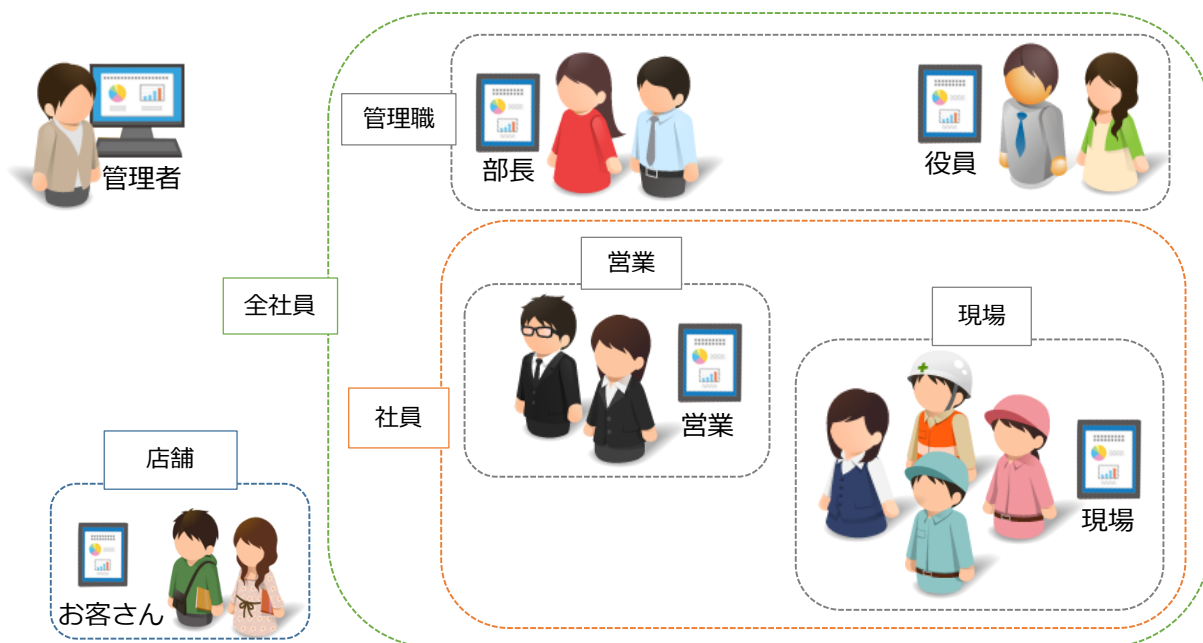 管理者
管理職
部長
役員
全社員
社員
営業
営業
現場
現場
店舗
お客さん